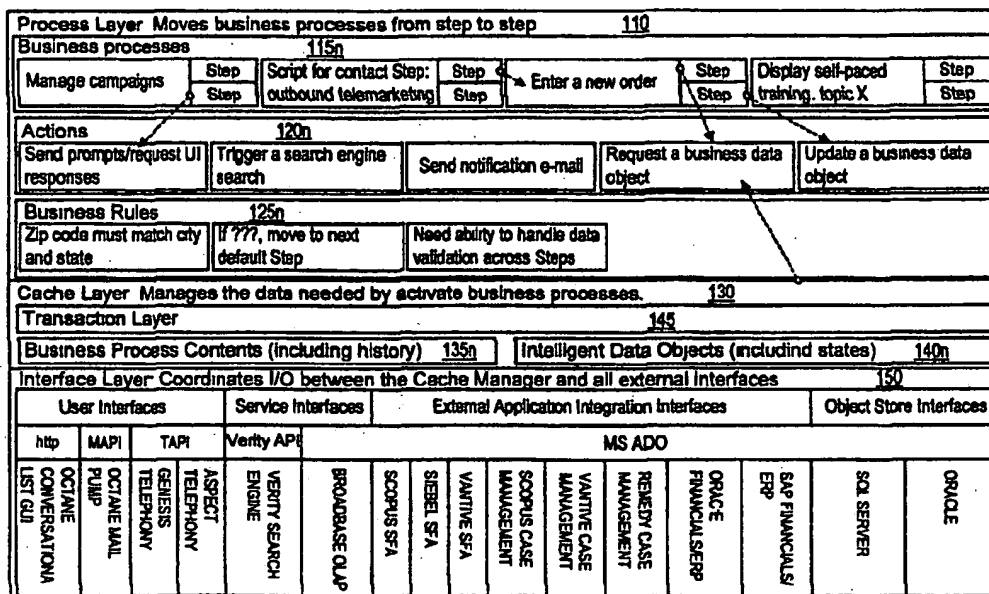 Process Layer Moves business processes from step to step 110
Business processes 115n
Manage campaigns
Step
Step
Script for contact Step:
outbound telemarketing
Step
Step
Enter a new order
Step
Step
Display self-paced
training, topic X
Step
Step
Actions 120n
Send prompts/request UI
responses
Trigger a search engine
search
Send notification e-mail
Request a business data
object
Update a business data
object
Business Rules 125n
Zip code must match city
and state
If ???, move to next
default Step
Need ability to handle data
validation across Steps
Cache Layer Manages the data needed by activate business processes. 130
Transaction Layer 145
Business Process Contents (including history) 135n
Intelligent Data Objects (includind states) 140n
Interface Layer Coordinates I/O between the Cache Manager and all external interfaces 150
User Interfaces
Service Interfaces
External Application Integration Interfaces
Object Store Interfaces
http
MAPI
TAPI
Verity API
MS ADO
OCTANE
CONVERSATIONA
LIST GUI
OCTANE MAIL
PUMP
GENESIS
TELEPHONY
ASPECT
TELEPHONY
VERITY SEARCH
ENGINE
BROADBASE OLAP
SCOPUS SFA
SIEBEL SFA
VANTIVE SFA
SCOPUS CASE
MANAGEMENT
VANTIVE CASE
MANAGEMENT
REMEDY CASE
MANAGEMENT
ORACLE
FINANCIALS/ERP
SAP FINANCIALS/
ERP
SQL SERVER
ORACLE